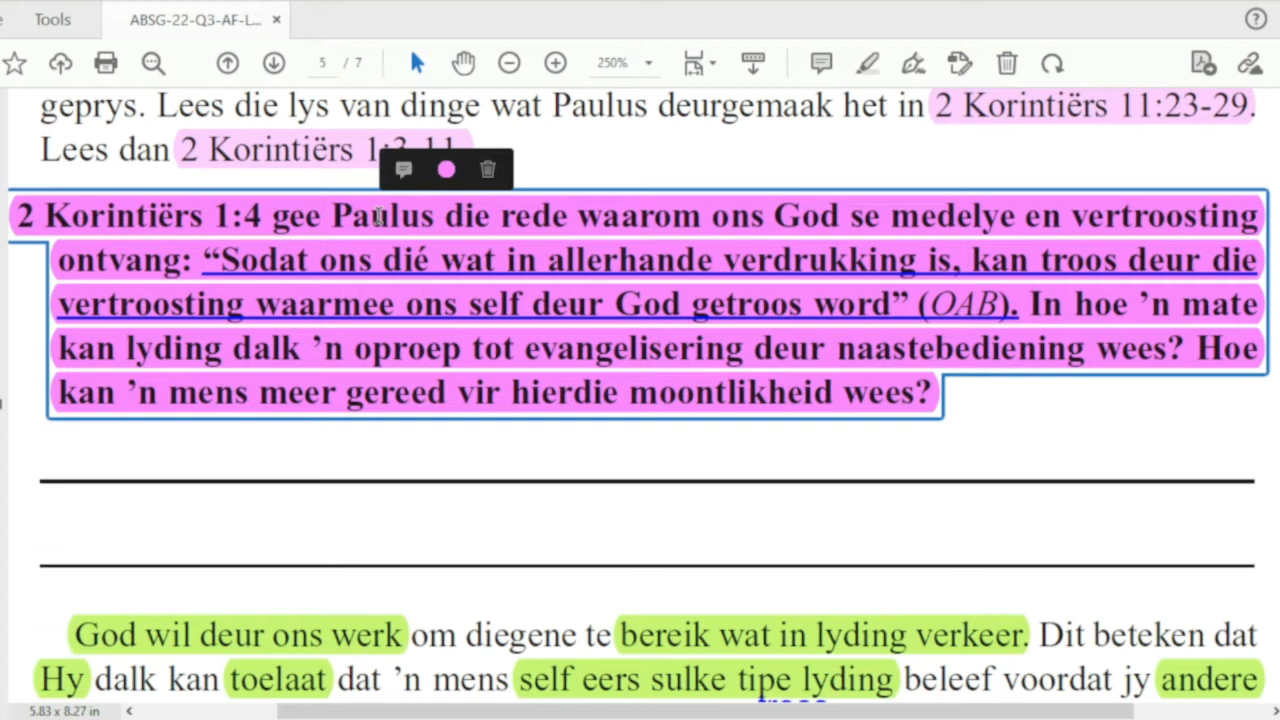 Tools
ABSG-22-Q3-AF-L...
5 / 7
250%
geprys. Lees die lys van dinge wat Paulus deurgemaak het in 2 Korintiërs 11:23-29.
Lees dan 2 Korintiërs 1:3-11.
2 Korintiërs 1:4 gee Paulus die rede waarom ons God se medelye en vertroosting
ontvang: “Sodat ons dié wat in allerhande verdrukking is, kan troos deur die
vertroosting waarmee ons self deur God getroos word” (OAB). In hoe ’n mate
kan lyding dalk ’n oproep tot evangelisering deur naastebediening wees? Hoe
kan ’n mens meer gereed vir hierdie moontlikheid wees?
God wil deur ons werk om diegene te bereik wat in lyding verkeer. Dit beteken dat
Hy dalk kan toelaat dat ’n mens self eers sulke tipe lyding beleef voordat jy andere
5.83 x 8.27 in